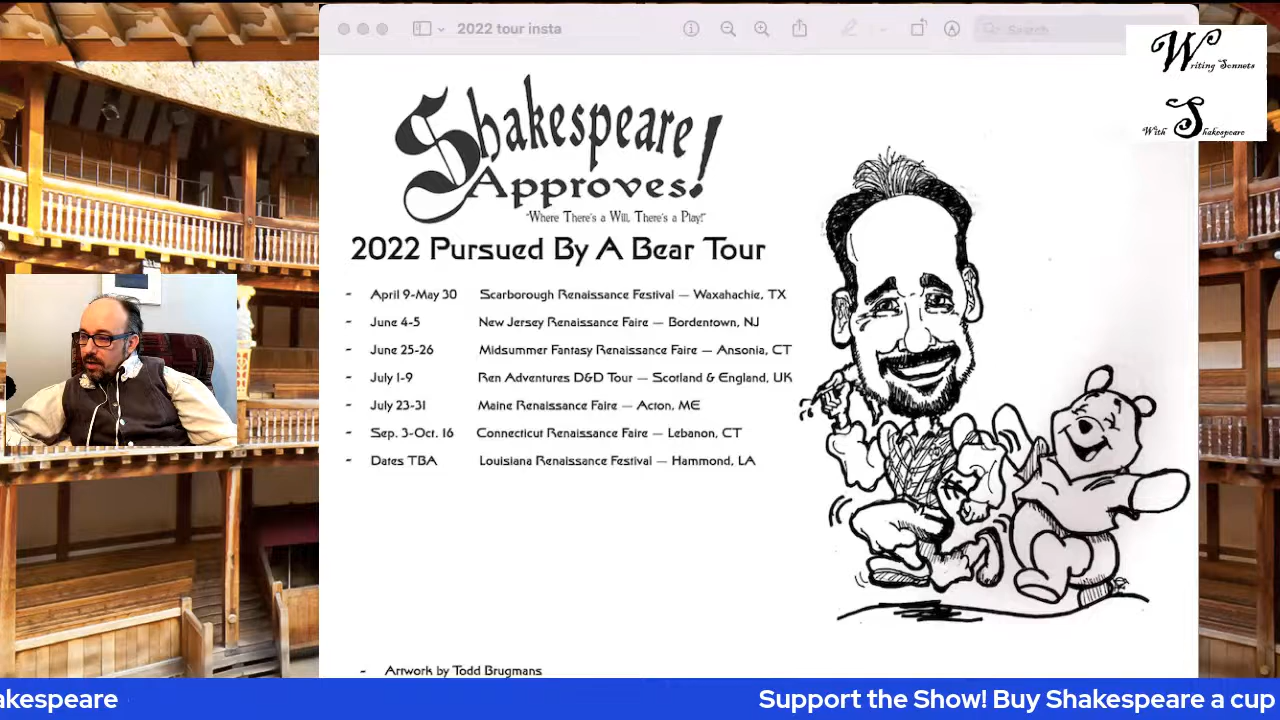 2022 tour insta
Search
Writing Sonnets
With Shakespeare
Shakespeare
Approves!
"Where There's a Will, There's a Play!"
2022 Pursued By A Bear Tour
- April 9-May 30 Scarborough Renaissance Festival — Waxahachie, TX
- June 4-5 New Jersey Renaissance Faire — Bordentown, NJ
- June 25-26 Midsummer Fantasy Renaissance Faire — Ansonia, CT
- July 1-9 Ren Adventures D&D Tour — Scotland & England, UK
- July 23-31 Maine Renaissance Faire — Acton, ME
- Sep. 3-Oct. 16 Connecticut Renaissance Faire — Lebanon, CT
- Dates TBA Louisiana Renaissance Festival — Hammond, LA
- Artwork by Todd Brugmans
akespeare Support the Show! Buy Shakespeare a cup